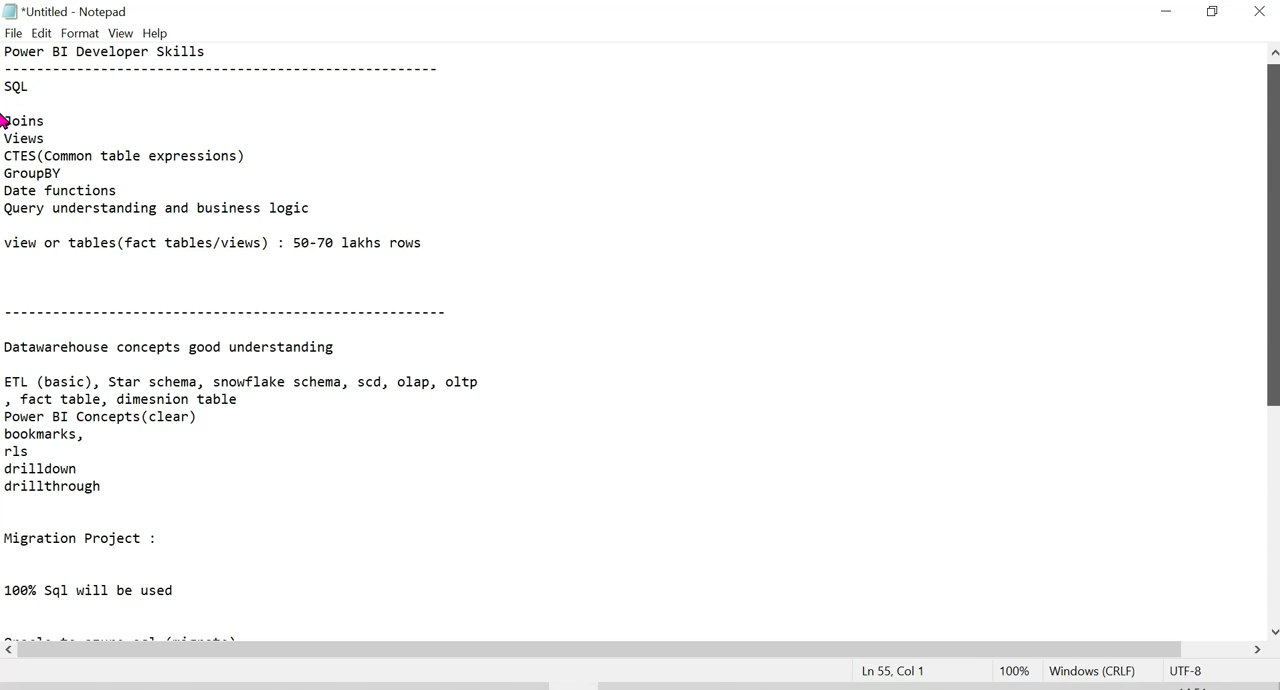 *Untitled - Notepad
File Edit Format View Help
Power BI Developer Skills
------------------------------------------------------
SQL
Joins
Views
CTES(Common table expressions)
GroupBY
Date functions
Query understanding and business logic
view or tables(fact tables/views) : 50-70 lakhs rows
-------------------------------------------------------
Datawarehouse concepts good understanding
ETL (basic), Star schema, snowflake schema, scd, olap, oltp
, fact table, dimesnion table
Power BI Concepts(clear)
bookmarks,
rls
drilldown
drillthrough
Migration Project :
100% Sql will be used
Ln 55, Col 1 100% Windows (CRLF) UTF-8